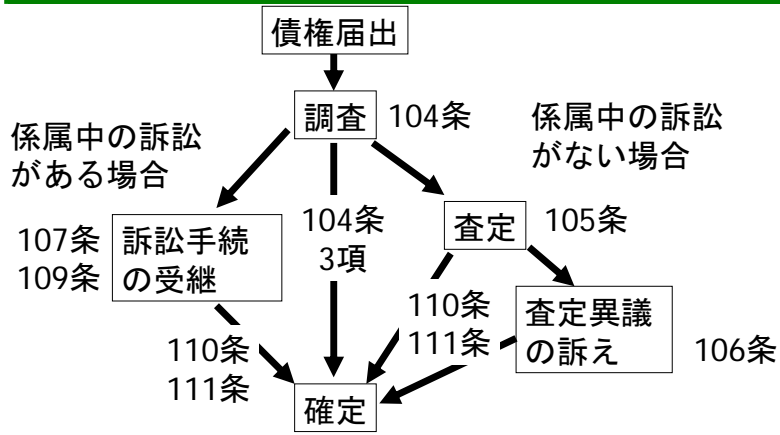 債権届出
調査
104条
係属中の訴訟
がある場合
係属中の訴訟
がない場合
107条
109条
訴訟手続
の受継
104条
3項
査定
105条
110条
111条
査定異議
の訴え
106条
110条
111条
確定